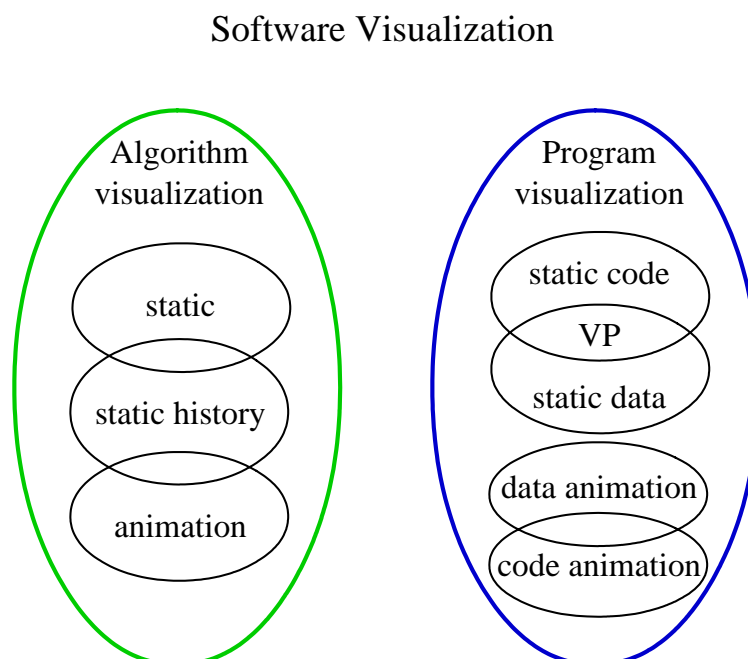 Software Visualization
Algorithm
visualization
static
static history
animation
Program
visualization
static code
VP
static data
data animation
code animation